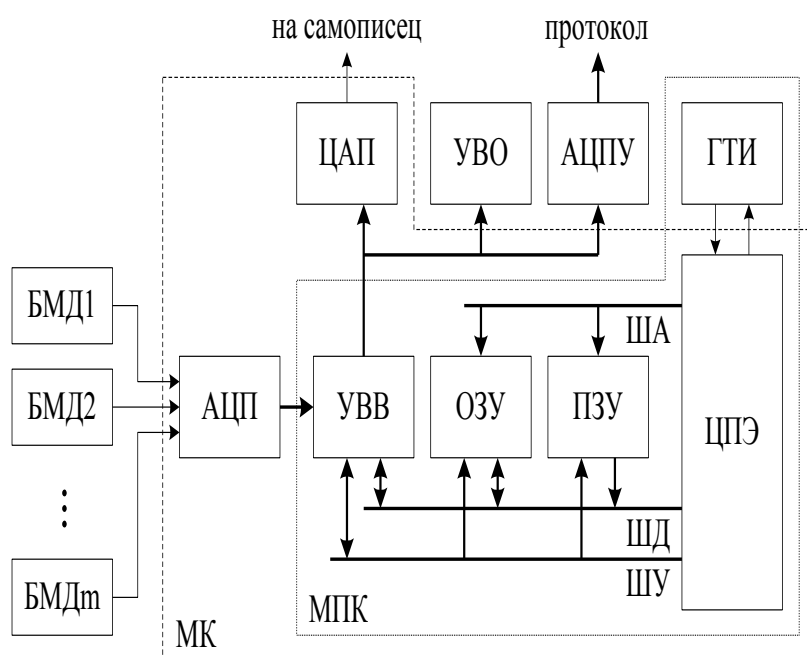 на самописец
протокол
ЦАП
УВО
АЦПУ
ГТИ
БМД1
ША
БМД2
АЦП
УВВ
ОЗУ
ПЗУ
ЦПЭ
ШД
ШУ
БМДm
МПК
МК